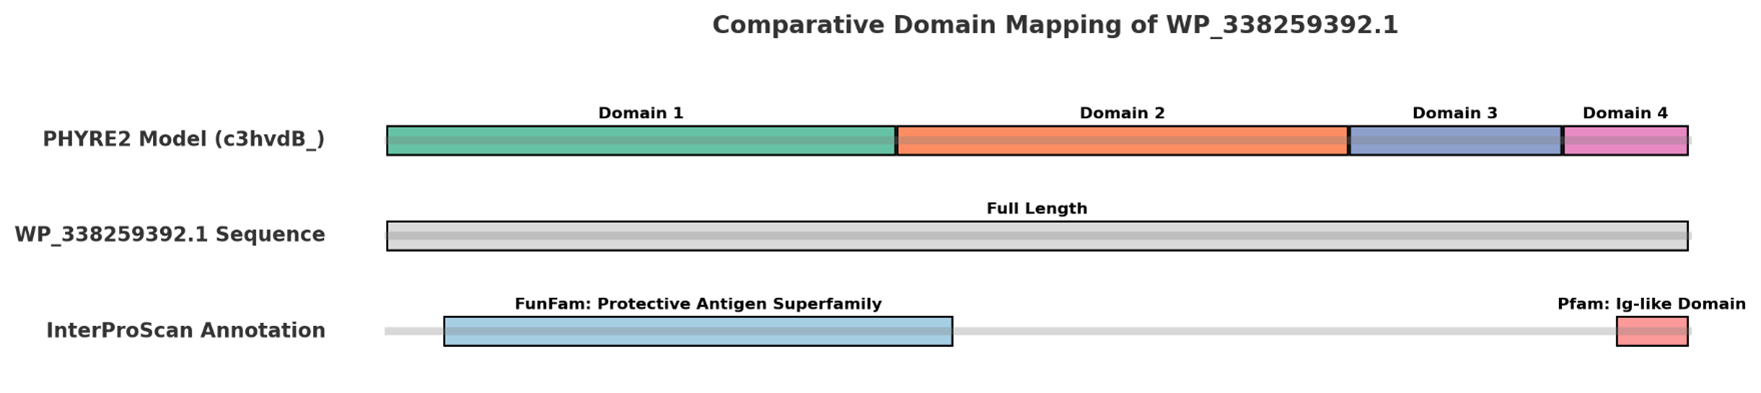 Comparative Domain Mapping of WP_338259392.1
Domain 1 Domain 2 Domain 3 Domain 4
PHYRE2 Model (c3hvdB_)
Full Length
WP_338259392.1 Sequence
FunFam: Protective Antigen Superfamily Pfam: Ig-like Domain
InterProScan Annotation